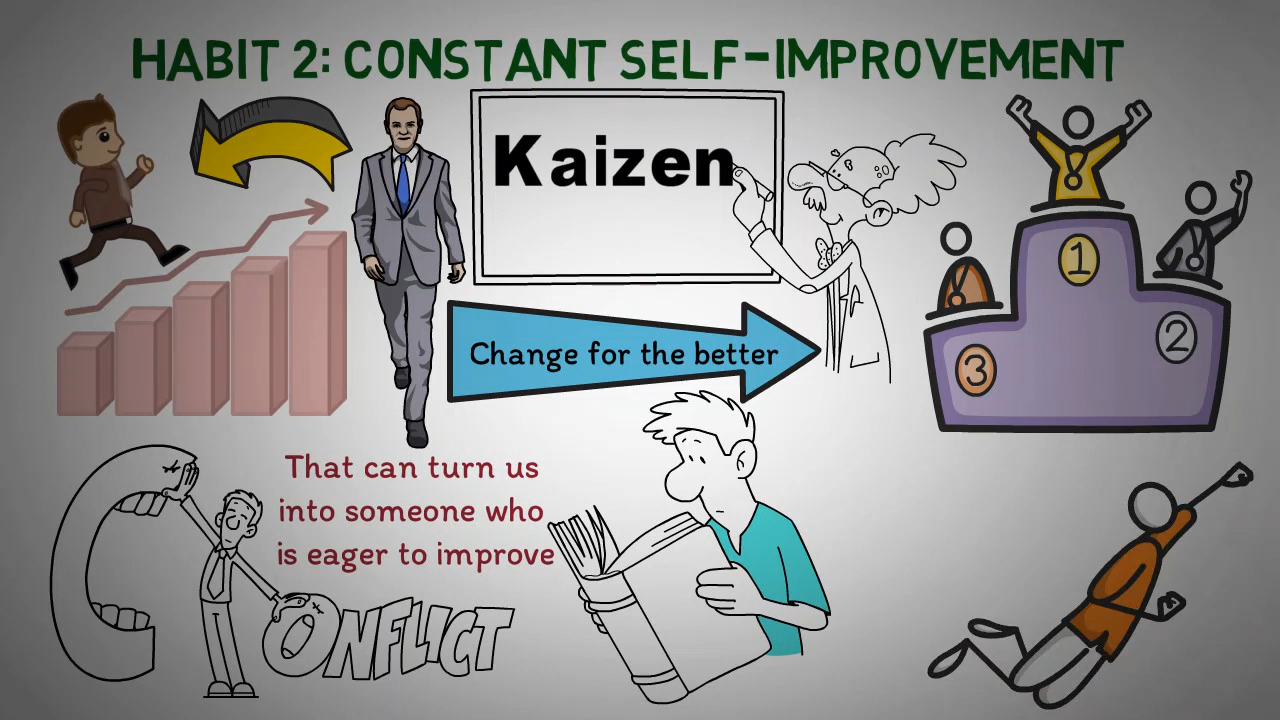 HABIT 2: CONSTANT SELF-IMPROVEMENT
Kaizen
Change for the better
1
2
3
That can turn us
into someone who
is eager to improve
CONFLICT